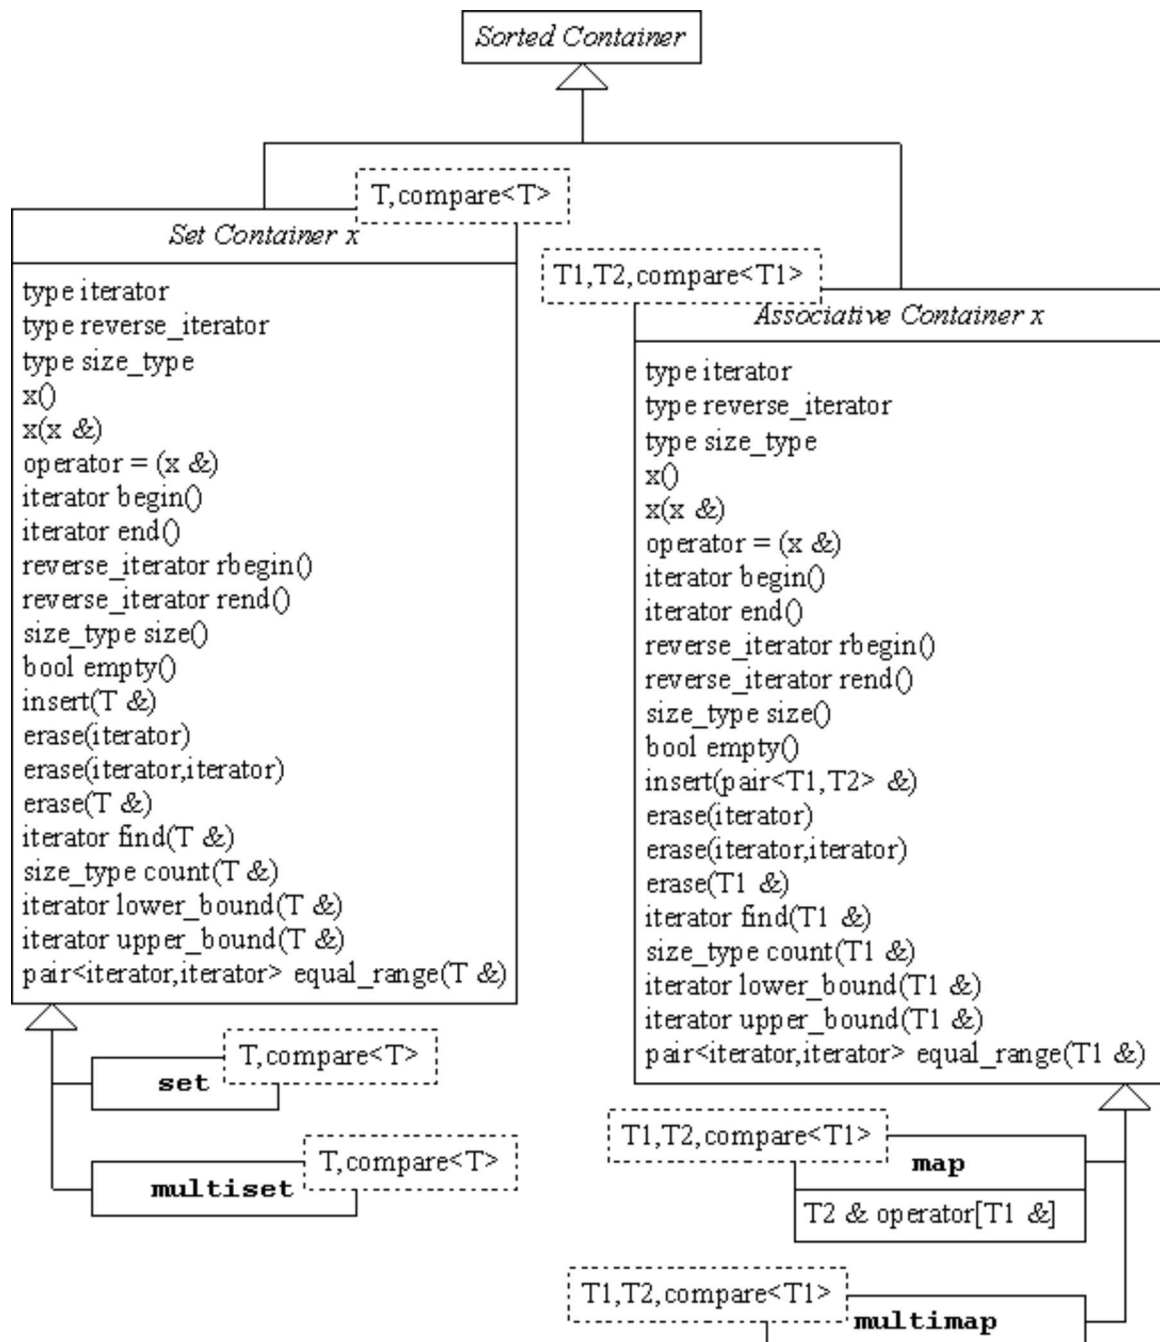 Sorted Container
T,compare<T>
Set Container x
type iterator
type reverse_iterator
type size_type
x()
x(x &)
operator = (x &)
iterator begin()
iterator end()
reverse_iterator rbegin()
reverse_iterator rend()
size_type size()
bool empty()
insert(T &)
erase(iterator)
erase(iterator,iterator)
erase(T &)
iterator find(T &)
size_type count(T &)
iterator lower_bound(T &)
iterator upper_bound(T &)
pair<iterator,iterator> equal_range(T &)
T,compare<T>
set
T,compare<T>
multiset
T1,T2,compare<T1>
Associative Container x
type iterator
type reverse_iterator
type size_type
x()
x(x &)
operator = (x &)
iterator begin()
iterator end()
reverse_iterator rbegin()
reverse_iterator rend()
size_type size()
bool empty()
insert(pair<T1,T2> &)
erase(iterator)
erase(iterator,iterator)
erase(T1 &)
iterator find(T1 &)
size_type count(T1 &)
iterator lower_bound(T1 &)
iterator upper_bound(T1 &)
pair<iterator,iterator> equal_range(T1 &)
T1,T2,compare<T1>
map
T2 & operator[T1 &]
T1,T2,compare<T1>
multimap